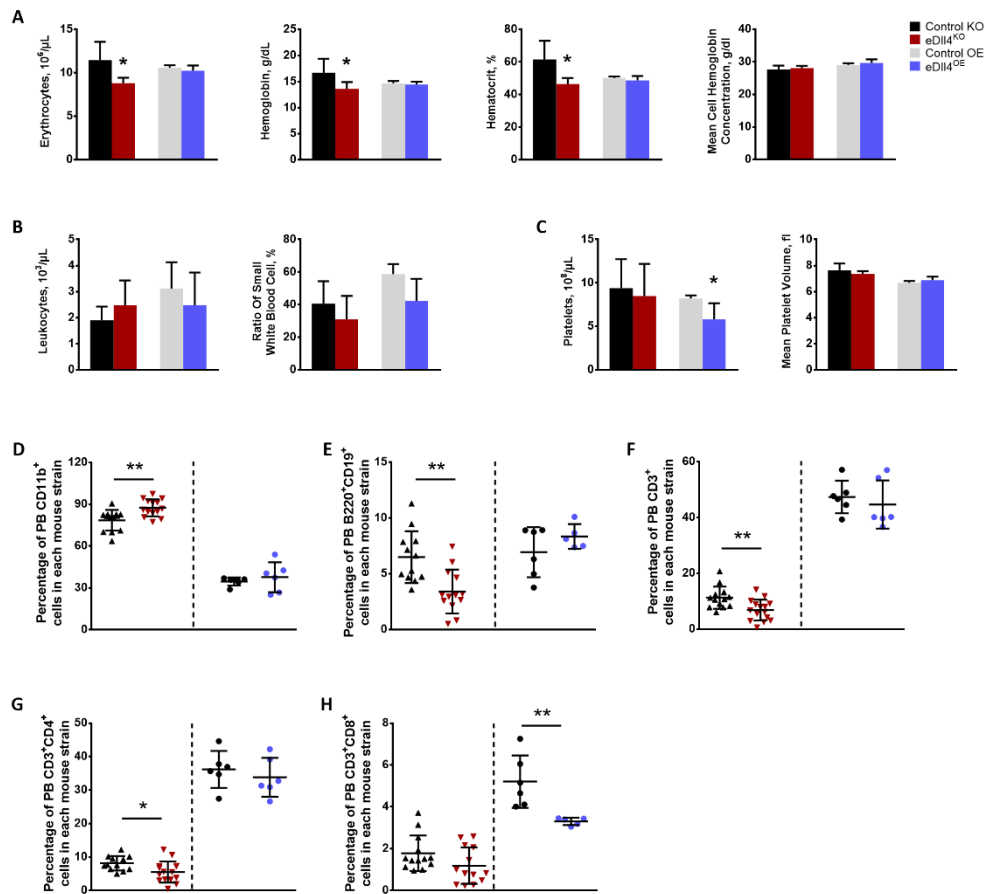 A
Erythrocytes, 10⁶/µL
15
10
5
0
*
Hemoglobin, g/dL
25
20
15
10
5
0
*
Hematocrit, %
80
60
40
20
0
*
Mean Cell Hemoglobin
Concentration, g/dl
40
30
20
10
0
Control KO
eDll4ᴷᴼ
Control OE
eDll4ᴼᴱ
B
Leukocytes, 10³/µL
5
4
3
2
1
0
Ratio Of Small
White Blood Cell, %
80
60
40
20
0
C
Platelets, 10⁸/µL
15
10
5
0
*
Mean Platelet Volume, fl
10
8
6
4
2
0
D
Percentage of PB CD11b⁺
cells in each mouse strain
120
90
60
30
0
**
E
Percentage of PB B220⁺CD19⁺
cells in each mouse strain
15
10
5
0
**
F
Percentage of PB CD3⁺
cells in each mouse strain
60
40
20
0
**
G
Percentage of PB CD3⁺CD4⁺
cells in each mouse strain
50
40
30
20
10
0
*
H
Percentage of PB CD3⁺CD8⁺
cells in each mouse strain
8
6
4
2
0
**